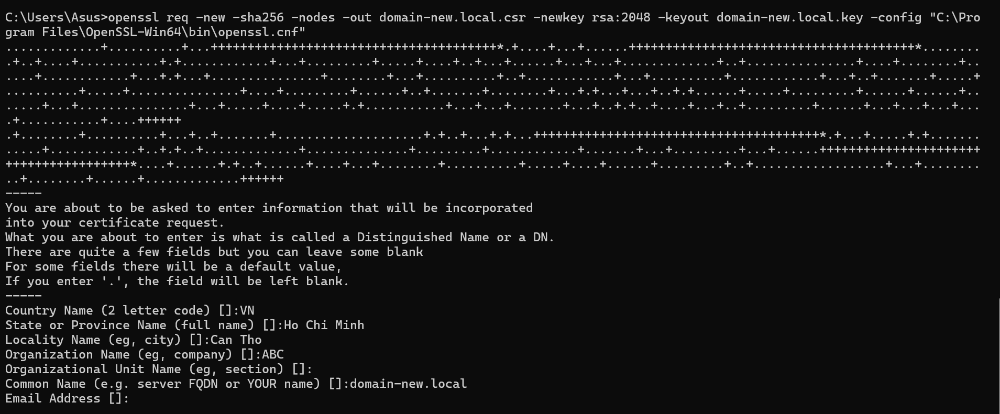 C:\Users\Asus>openssl req -new -sha256 -nodes -out domain-new.local.csr -newkey rsa:2048 -keyout domain-new.local.key -config "C:\Pro
gram Files\OpenSSL-Win64\bin\openssl.cnf"
.............+..........+...+++++++++++++++++++++++++++++++++++++++*.+....+...+......+++++++++++++++++++++++++++++++++++++++*........
.+..+....+...........+.+............+...+.........+.....+....+..+...+......+...+...+.............+..+...............+....+........+..
....+............+...+.+...+...............+........+...+..........+..+............+...+..........+............+...+..+.......+.....+
..........+.....+...............+....+.........+......+..+.......+........+...+.+...+...+..+.+......+.....+.........+......+......+..
.....+...+...............+...+.....+....+.....+.+...........+...+...+.......+...+..+.+..+....+...+..+.........+......+...+...+...+...
.+...........+....++++++
.+........+..........+...+..+.......+....................+.+..+...+.+...+++++++++++++++++++++++++++++++++++++++*.+...+.....+.+.......
.....+............+..+.+..+.............+..............+.........+............+.......+...+.........+...+......++++++++++++++++++++++
+++++++++++++++++*....+......+.+..+......+....+...+........+..........+.....+....+......+.........+..+..................+...+........
..+........+......+.............++++++
-----
You are about to be asked to enter information that will be incorporated
into your certificate request.
What you are about to enter is what is called a Distinguished Name or a DN.
There are quite a few fields but you can leave some blank
For some fields there will be a default value,
If you enter '.', the field will be left blank.
-----
Country Name (2 letter code) []:VN
State or Province Name (full name) []:Ho Chi Minh
Locality Name (eg, city) []:Can Tho
Organization Name (eg, company) []:ABC
Organizational Unit Name (eg, section) []:
Common Name (e.g. server FQDN or YOUR name) []:domain-new.local
Email Address []: